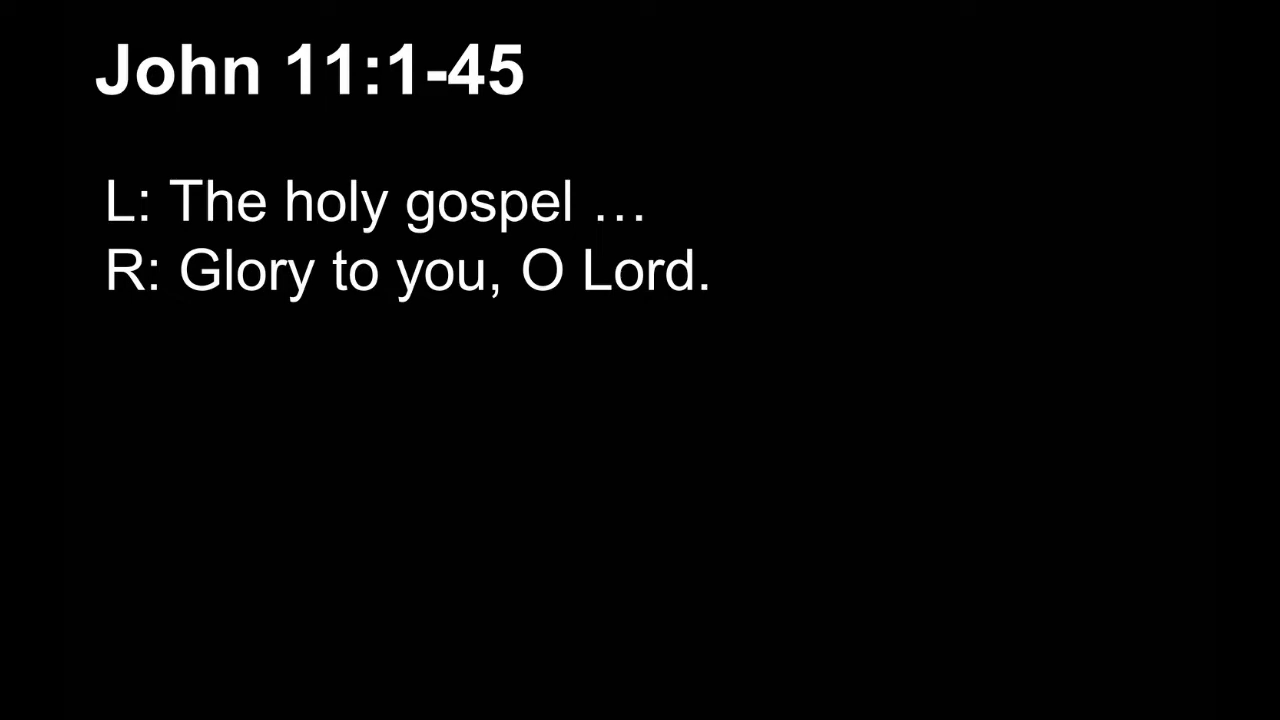 John 11:1-45
L: The holy gospel …
R: Glory to you, O Lord.